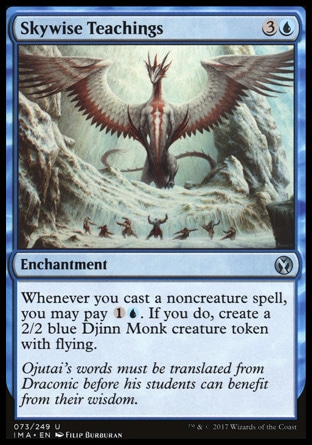 Skywise Teachings 3
Enchantment
Whenever you cast a noncreature spell,
you may pay 1 . If you do, create a
2/2 blue Djinn Monk creature token
with flying.
Ojutai's words must be translated from
Draconic before his students can benefit
from their wisdom.
073/249 U
IMA • EN Filip Burburan
™ & © 2017 Wizards of the Coast